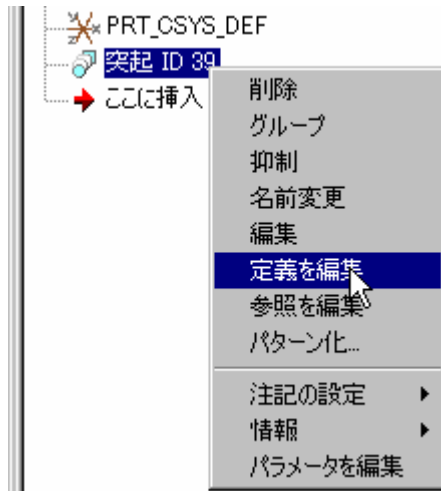 PRT_CSYS_DEF
突起 ID 39
ここに挿入
削除
グループ
抑制
名前変更
編集
定義を編集
参照を編集
パターン化...
注記の設定
情報
パラメータを編集